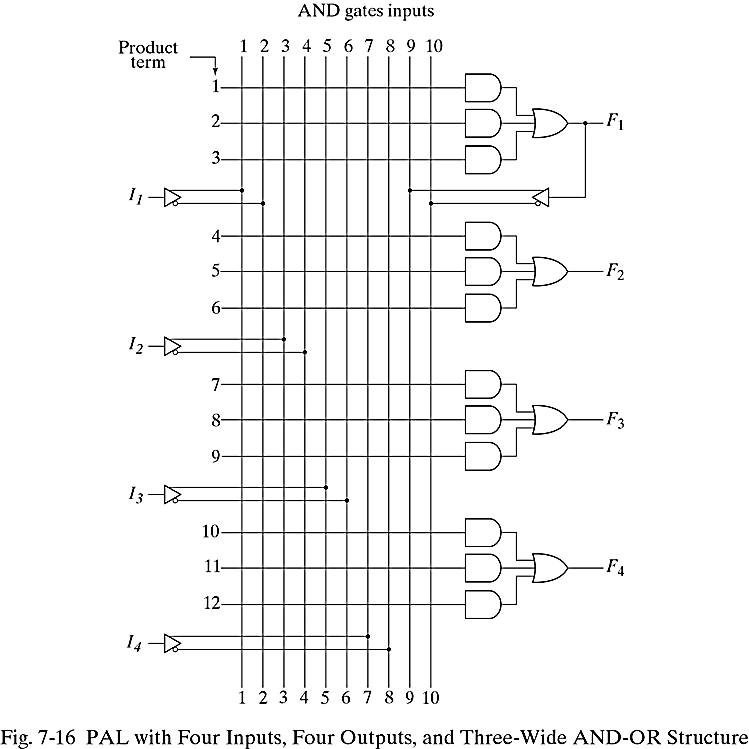 AND gates inputs
Product
term
1 2 3 4 5 6 7 8 9 10
1
2
F1
3
I1
4
5
F2
6
I2
7
8
F3
9
I3
10
11
F4
12
I4
1 2 3 4 5 6 7 8 9 10
Fig. 7-16 PAL with Four Inputs, Four Outputs, and Three-Wide AND-OR Structure